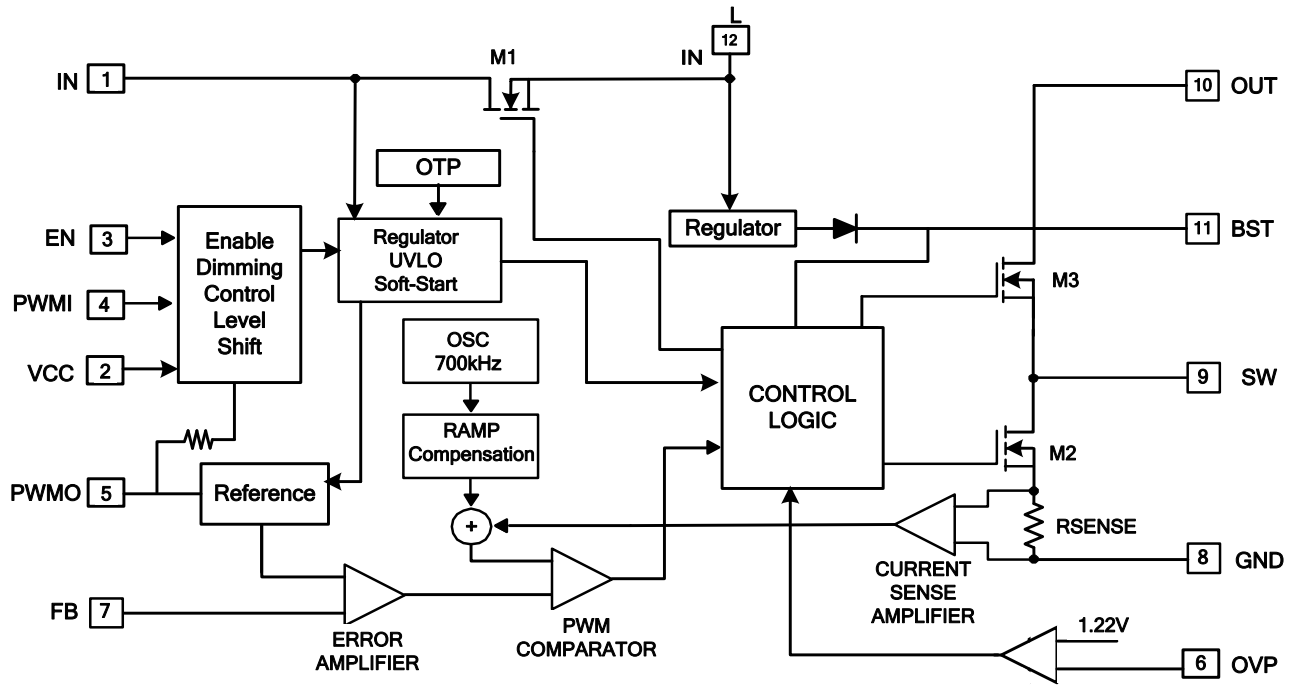 L
12
IN
M1
IN 1
10 OUT
OTP
Regulator
11 BST
EN 3
Enable
Dimming
Control
Level
Shift
Regulator
UVLO
Soft-Start
M3
PWMI 4
VCC 2
OSC
700kHz
CONTROL
LOGIC
9 SW
RAMP
Compensation
M2
PWMO 5
Reference
+
RSENSE
8 GND
CURRENT
SENSE
AMPLIFIER
FB 7
ERROR
AMPLIFIER
PWM
COMPARATOR
1.22V
6 OVP